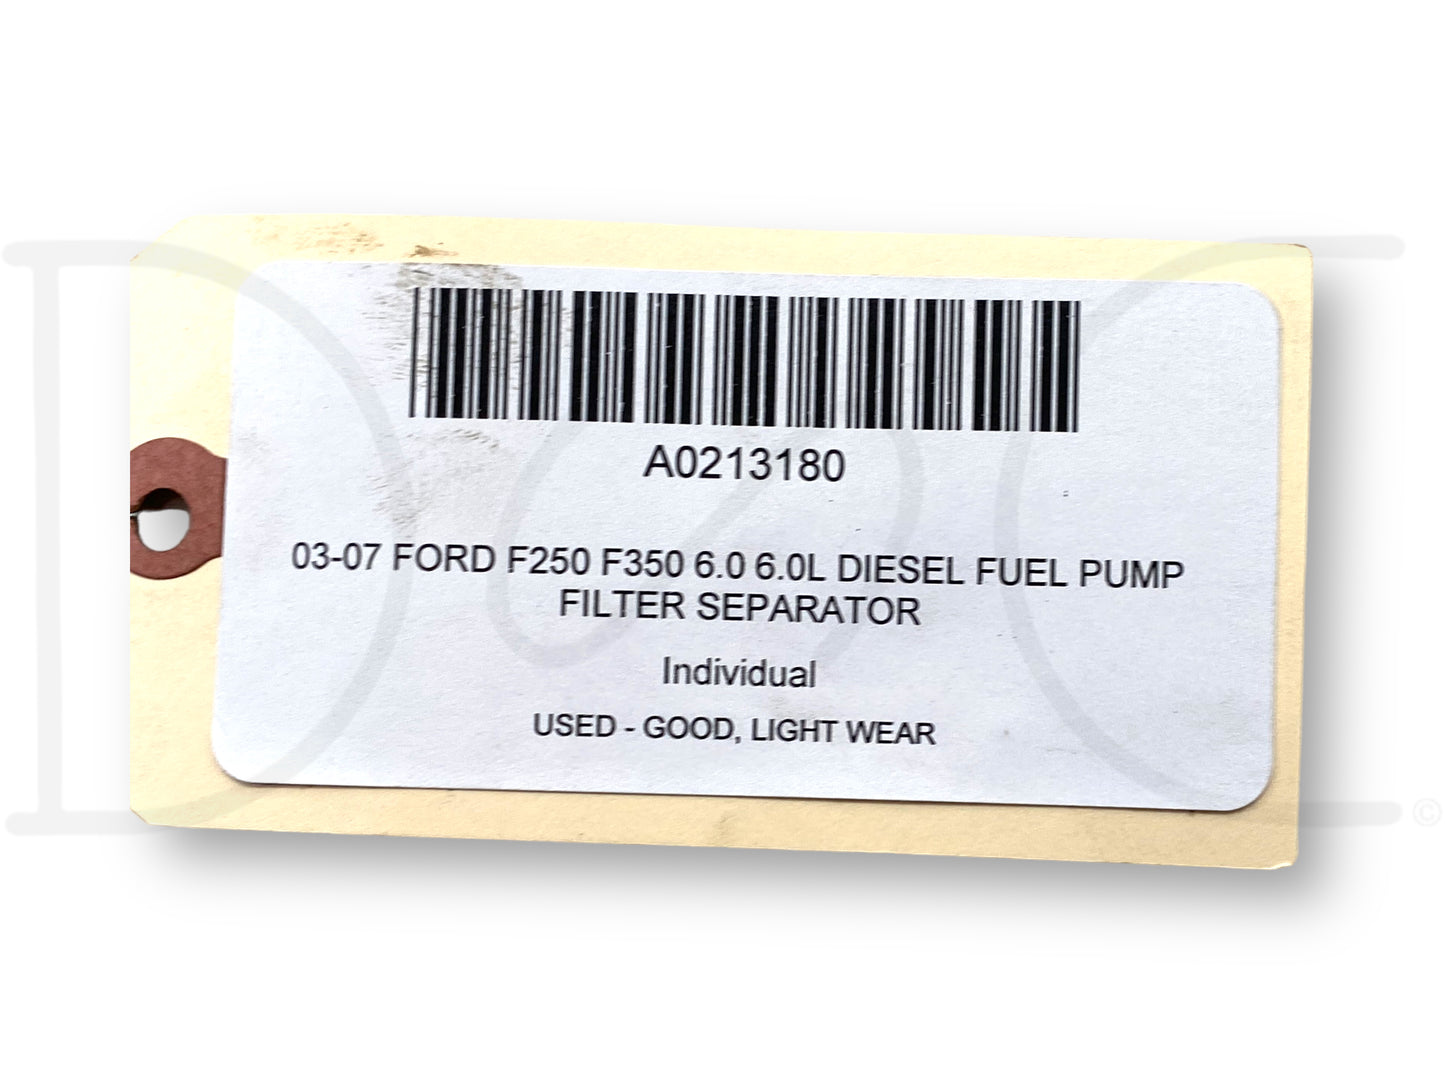 A0213180
03-07 FORD F250 F350 6.0 6.0L DIESEL FUEL PUMP
FILTER SEPARATOR
Individual
USED - GOOD, LIGHT WEAR
©